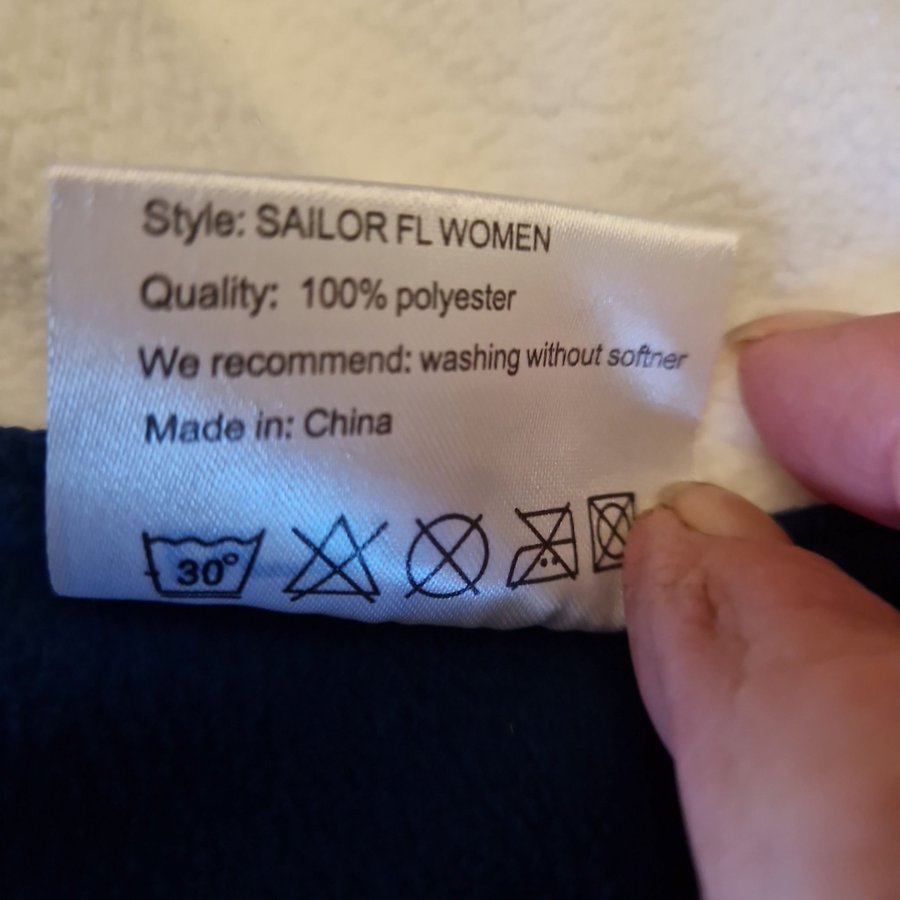 Style: SAILOR FL WOMEN
Quality: 100% polyester
We recommend: washing without softner
Made in: China
30°